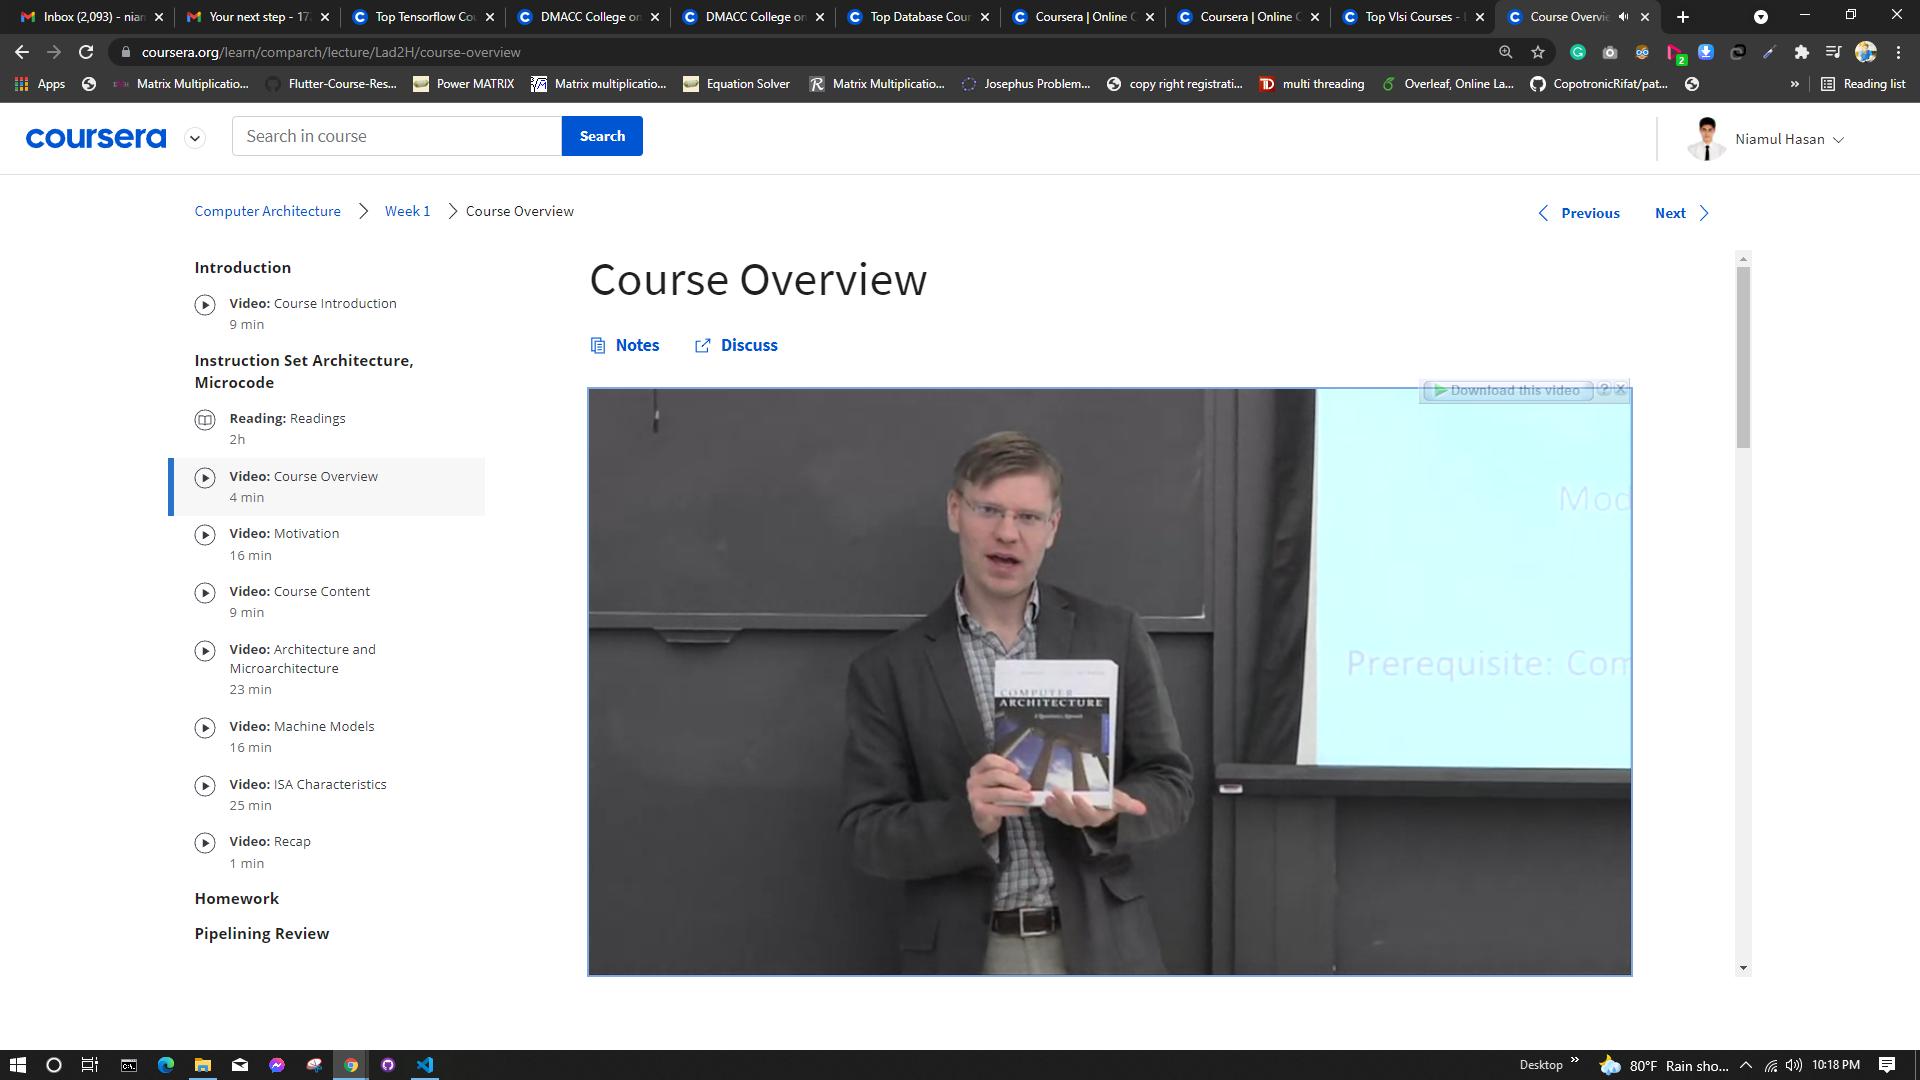 Inbox (2,093) - nian
Your next step - 173
Top Tensorflow Cou
DMACC College on
DMACC College on
Top Database Cour
Coursera | Online C
Coursera | Online C
Top Vlsi Courses - L
Course Overvie
coursera.org/learn/comparch/lecture/Lad2H/course-overview
2
Apps
Matrix Multiplicatio...
Flutter-Course-Res...
Power MATRIX
Matrix multiplicatio...
Equation Solver
Matrix Multiplicatio...
Josephus Problem...
copy right registrati...
multi threading
Overleaf, Online La...
CopotronicRifat/pat...
»
Reading list
coursera
Search in course
Search
Niamul Hasan
Computer Architecture > Week 1 > Course Overview
Previous
Next
Introduction
Video: Course Introduction
9 min
Instruction Set Architecture,
Microcode
Reading: Readings
2h
Video: Course Overview
4 min
Video: Motivation
16 min
Video: Course Content
9 min
Video: Architecture and
Microarchitecture
23 min
Video: Machine Models
16 min
Video: ISA Characteristics
25 min
Video: Recap
1 min
Homework
Pipelining Review
Course Overview
Notes
Discuss
Download this video
Mod
Prerequisite: Com
COMPUTER
ARCHITECTURE
A Quantitative Approach
Desktop »
80°F Rain sho...
10:18 PM